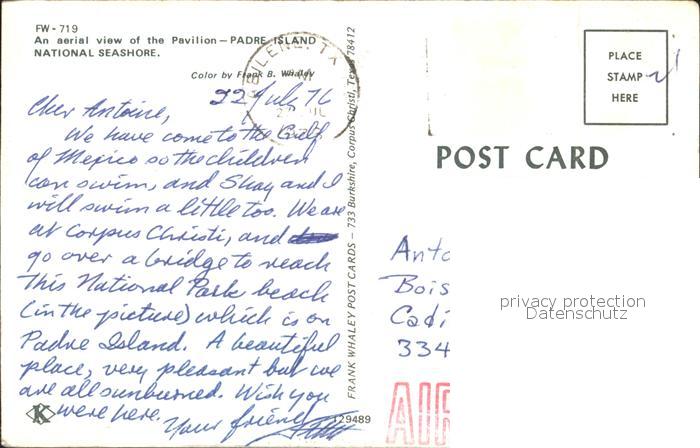 FW-719
An aerial view of the Pavilion—PADRE ISLAND
NATIONAL SEASHORE.
Color by Frank B. Whaley
22 July 76
Cher Antoine,
We have come to the Gulf
of Mexico so the children
can swim, and Shay and I
will swim a little too. We are
at Corpus Christi, and
go over a bridge to reach
this National Park beach
(in the picture) which is on
Padre Island. A beautiful
place, very pleasant but we
are all sunburned. Wish you
were here.
Your friend
K
129489
FRANK WHALEY POST CARDS — 733 Burkshire, Corpus Christi, Texas 78412
PLACE
STAMP
HERE
POST CARD
Anto
Bois
Cadi
334
AIR
privacy protection
Datenschutz